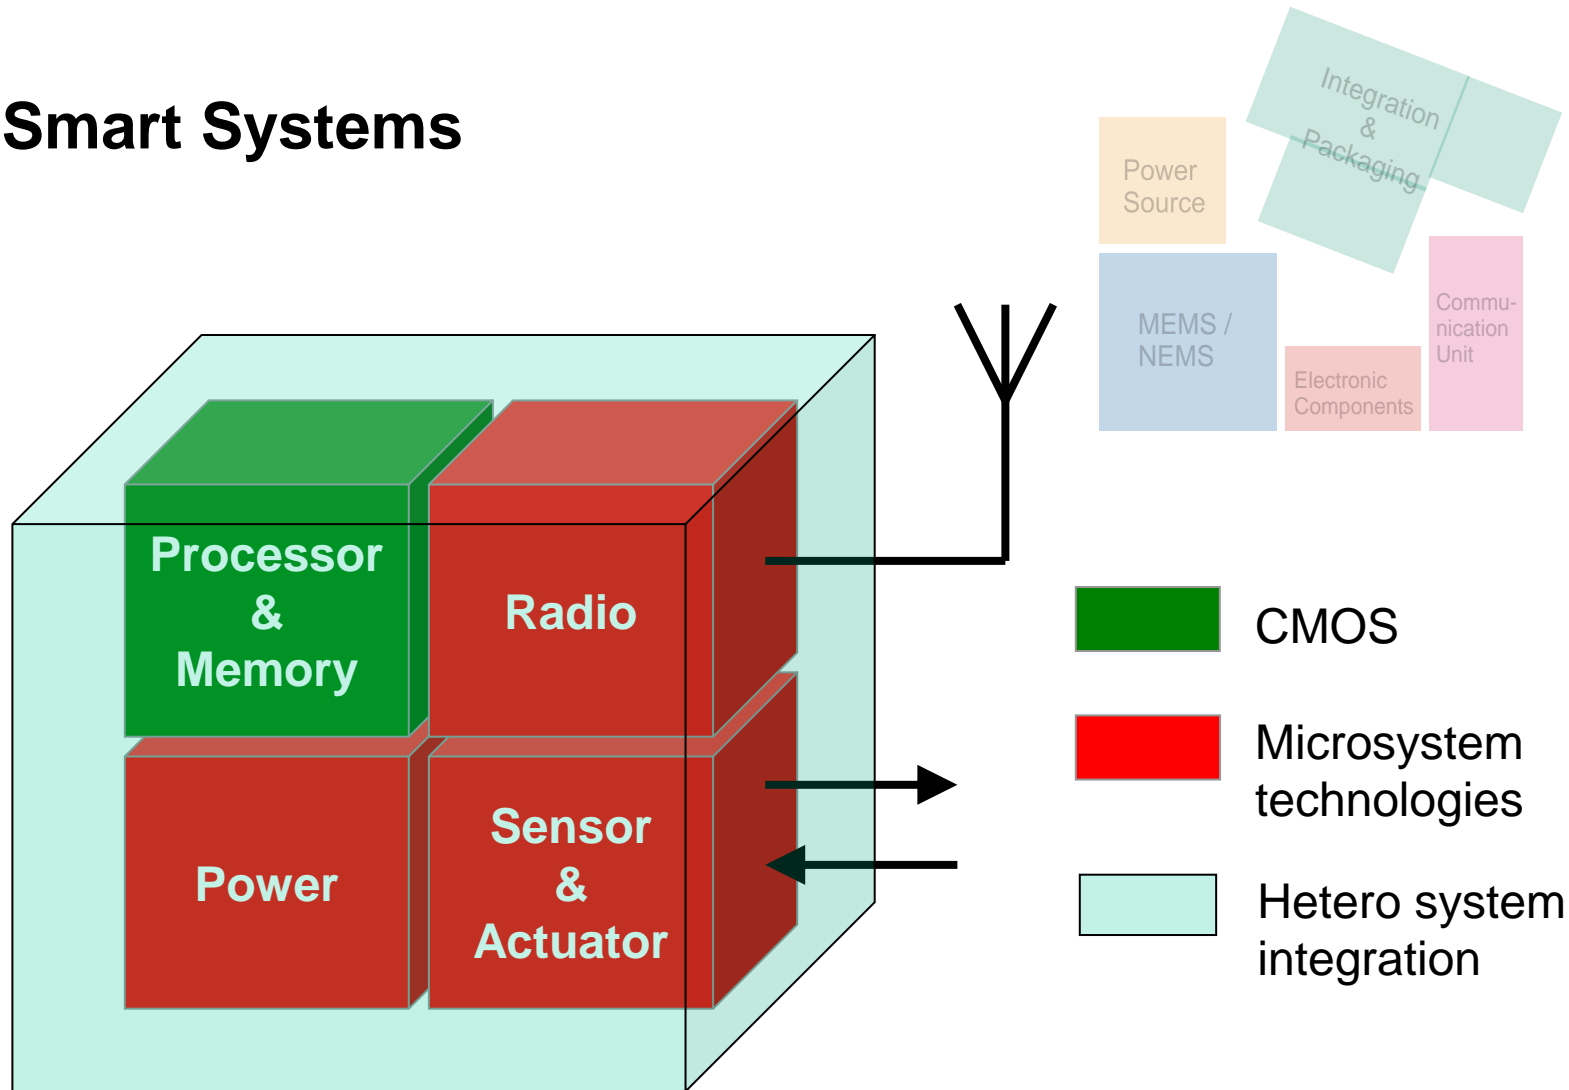 Smart Systems
Integration
&
Packaging
Power
Source
MEMS /
NEMS
Electronic
Components
Commu-
nication
Unit
Processor
&
Memory
Radio
Power
Sensor
&
Actuator
CMOS
Microsystem
technologies
Hetero system
integration